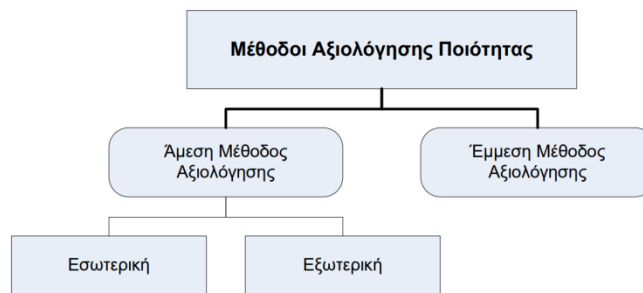 Μέθοδοι Αξιολόγησης Ποιότητας
Άμεση Μέθοδος
Αξιολόγησης
Έμμεση Μέθοδος
Αξιολόγησης
Εσωτερική
Εξωτερική